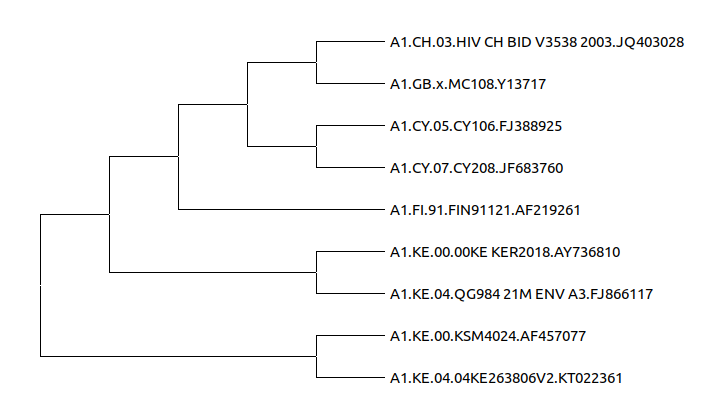 A1.CH.03.HIV CH BID V3538 2003.JQ403028
A1.GB.x.MC108.Y13717
A1.CY.05.CY106.FJ388925
A1.CY.07.CY208.JF683760
A1.FI.91.FIN91121.AF219261
A1.KE.00.00KE KER2018.AY736810
A1.KE.04.QG984 21M ENV A3.FJ866117
A1.KE.00.KSM4024.AF457077
A1.KE.04.04KE263806V2.KT022361